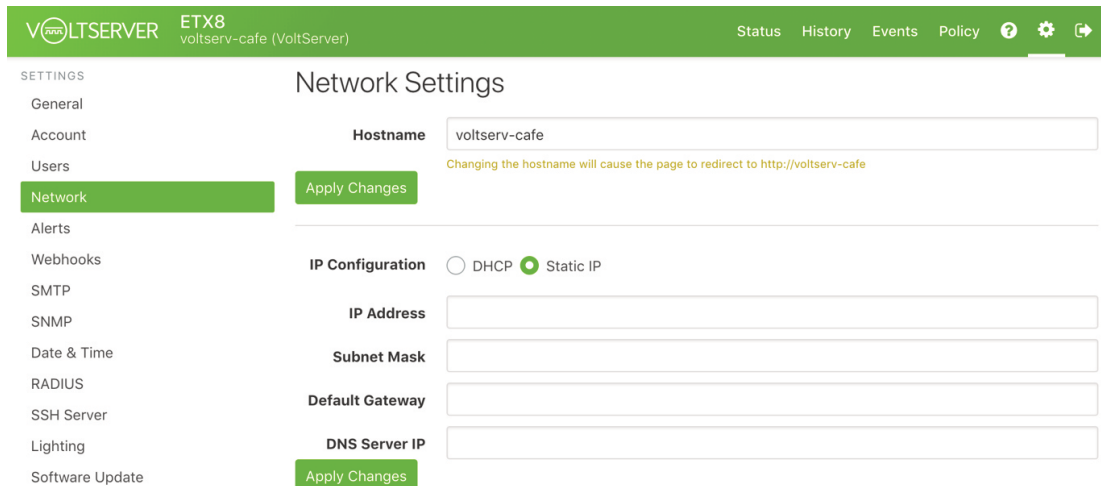 VOLTSERVER
ETX8
voltserv-cafe (VoltServer)
Status History Events Policy ?
SETTINGS
General
Account
Users
Network
Alerts
Webhooks
SMTP
SNMP
Date & Time
RADIUS
SSH Server
Lighting
Software Update
Network Settings
Hostname voltserv-cafe
Changing the hostname will cause the page to redirect to http://voltserv-cafe
Apply Changes
IP Configuration DHCP Static IP
IP Address
Subnet Mask
Default Gateway
DNS Server IP
Apply Changes